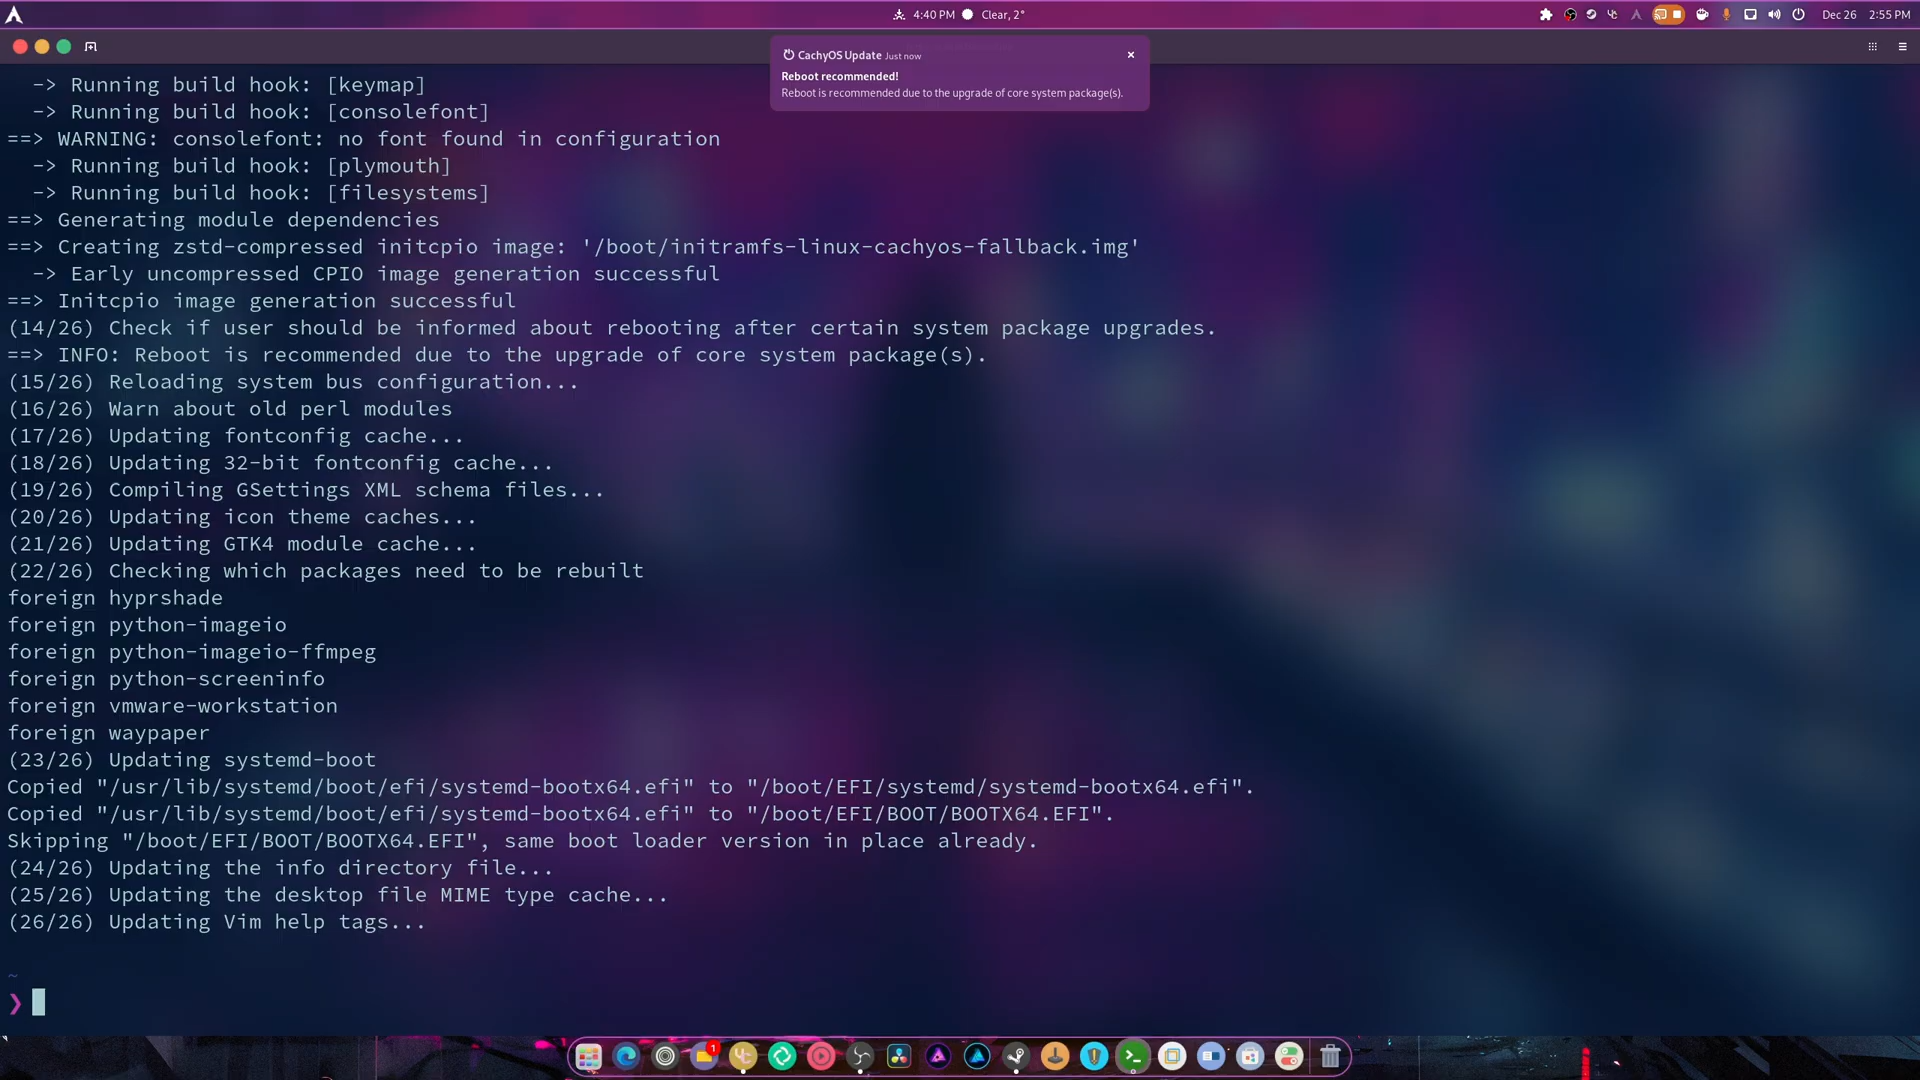 4:40 PM Clear, 2°
Dec 26 2:55 PM
CachyOS Update Just now
Reboot recommended!
Reboot is recommended due to the upgrade of core system package(s).
-> Running build hook: [keymap]
-> Running build hook: [consolefont]
==> WARNING: consolefont: no font found in configuration
-> Running build hook: [plymouth]
-> Running build hook: [filesystems]
==> Generating module dependencies
==> Creating zstd-compressed initcpio image: '/boot/initramfs-linux-cachyos-fallback.img'
-> Early uncompressed CPIO image generation successful
==> Initcpio image generation successful
(14/26) Check if user should be informed about rebooting after certain system package upgrades.
==> INFO: Reboot is recommended due to the upgrade of core system package(s).
(15/26) Reloading system bus configuration...
(16/26) Warn about old perl modules
(17/26) Updating fontconfig cache...
(18/26) Updating 32-bit fontconfig cache...
(19/26) Compiling GSettings XML schema files...
(20/26) Updating icon theme caches...
(21/26) Updating GTK4 module cache...
(22/26) Checking which packages need to be rebuilt
foreign hyprshade
foreign python-imageio
foreign python-imageio-ffmpeg
foreign python-screeninfo
foreign vmware-workstation
foreign waypaper
(23/26) Updating systemd-boot
Copied "/usr/lib/systemd/boot/efi/systemd-bootx64.efi" to "/boot/EFI/systemd/systemd-bootx64.efi".
Copied "/usr/lib/systemd/boot/efi/systemd-bootx64.efi" to "/boot/EFI/BOOT/BOOTX64.EFI".
Skipping "/boot/EFI/BOOT/BOOTX64.EFI", same boot loader version in place already.
(24/26) Updating the info directory file...
(25/26) Updating the desktop file MIME type cache...
(26/26) Updating Vim help tags...
~
❯
1